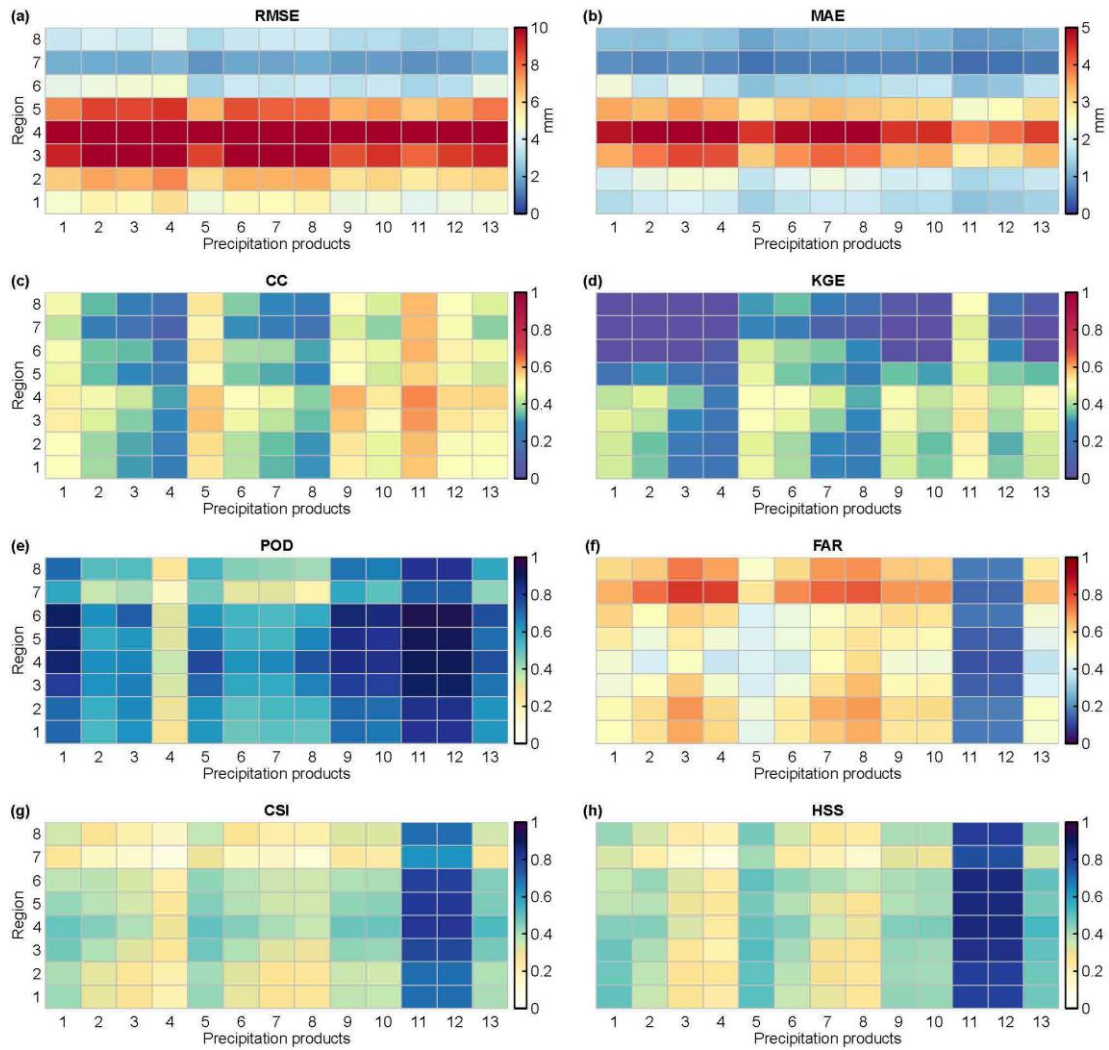 (a) RMSE
8
7
6
5
4
3
2
1
Region
1 2 3 4 5 6 7 8 9 10 11 12 13
Precipitation products
10
8
6
4
2
0
mm
(b) MAE
1 2 3 4 5 6 7 8 9 10 11 12 13
Precipitation products
5
4
3
2
1
0
mm
(c) CC
8
7
6
5
4
3
2
1
Region
1 2 3 4 5 6 7 8 9 10 11 12 13
Precipitation products
1
0.8
0.6
0.4
0.2
0
(d) KGE
1 2 3 4 5 6 7 8 9 10 11 12 13
Precipitation products
1
0.8
0.6
0.4
0.2
0
(e) POD
8
7
6
5
4
3
2
1
Region
1 2 3 4 5 6 7 8 9 10 11 12 13
Precipitation products
1
0.8
0.6
0.4
0.2
0
(f) FAR
1 2 3 4 5 6 7 8 9 10 11 12 13
Precipitation products
1
0.8
0.6
0.4
0.2
0
(g) CSI
8
7
6
5
4
3
2
1
Region
1 2 3 4 5 6 7 8 9 10 11 12 13
Precipitation products
1
0.8
0.6
0.4
0.2
0
(h) HSS
1 2 3 4 5 6 7 8 9 10 11 12 13
Precipitation products
1
0.8
0.6
0.4
0.2
0